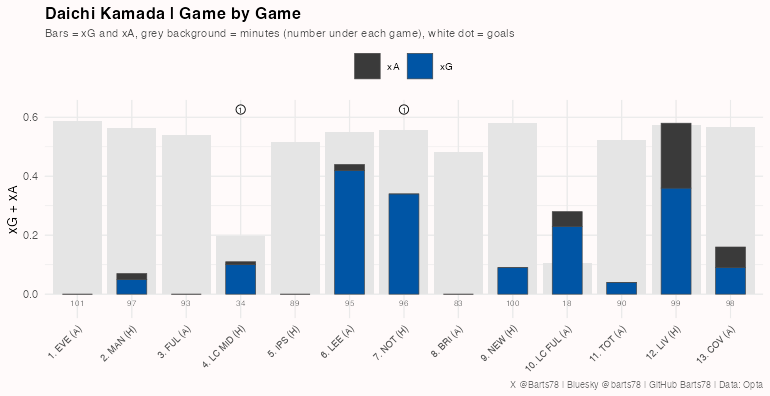 Daichi Kamada I Game by Game
Bars = xG and xA, grey background = minutes (number under each game), white dot = goals
xA xG
xG + xA
0.6
0.4
0.2
0.0
1 1
101 97 93 34 89 95 96 83 100 18 90 99 98
1. EVE (A)
2. MAN (H)
3. FUL (A)
4. LC MID (H)
5. IPS (H)
6. LEE (A)
7. NOT (H)
8. BRI (A)
9. NEW (H)
10. LC FUL (A)
11. TOT (A)
12. LIV (H)
13. COV (A)
X @Barts78 I Bluesky @barts78 I GitHub Barts78 I Data: Opta